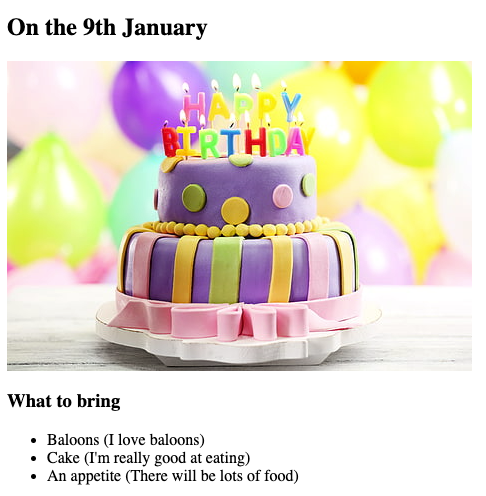 On the 9th January
HAPPY
BIRTHDAY
What to bring
Baloons (I love baloons)
Cake (I'm really good at eating)
An appetite (There will be lots of food)